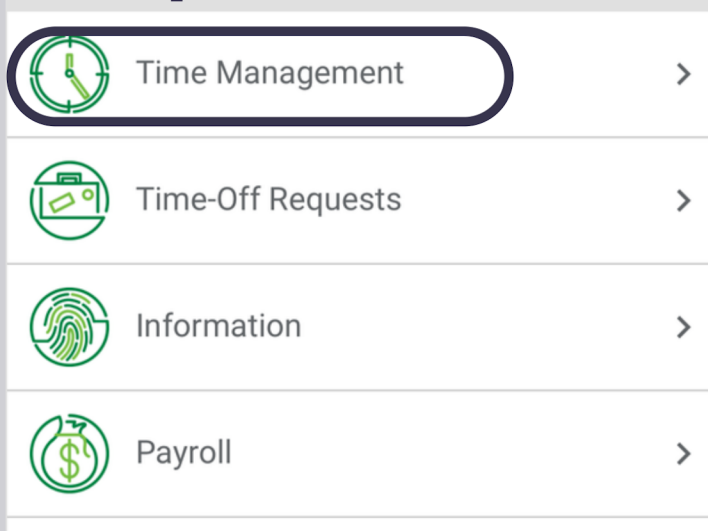 Time Management
Time-Off Requests
Information
Payroll